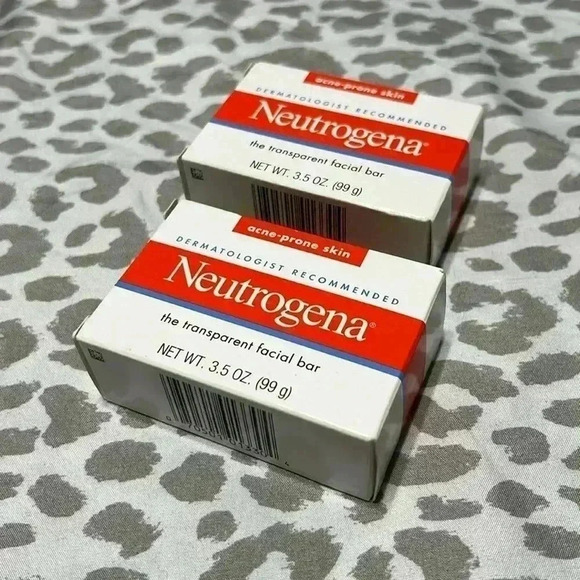 acne-prone skin
DERMATOLOGIST RECOMMENDED
Neutrogena®
the transparent facial bar
NET WT. 3.5 OZ. (99 g)
acne-prone skin
DERMATOLOGIST RECOMMENDED
Neutrogena®
the transparent facial bar
NET WT. 3.5 OZ. (99 g)